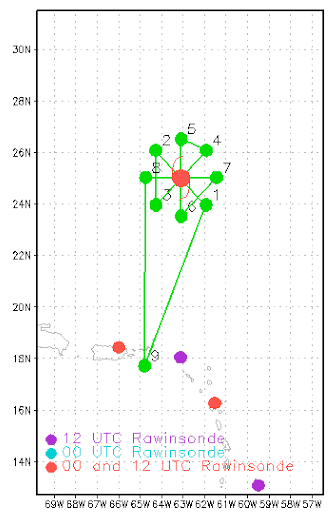 30N
28N
26N
24N
22N
20N
18N
16N
14N
5
2
4
8
7
3
6
1
9
12 UTC Rawinsonde
00 UTC Rawinsonde
00 and 12 UTC Rawinsonde
69W 68W 67W 66W 65W 64W 63W 62W 61W 60W 59W 58W 57W